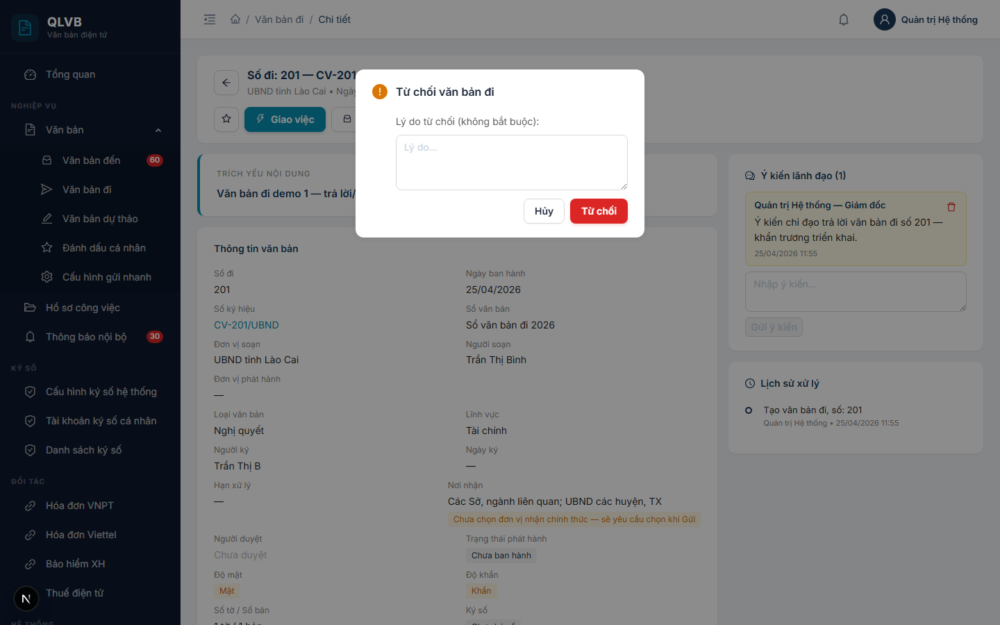 QLVB
Văn bản điện tử
Tổng quan
NGHIỆP VỤ
Văn bản
Văn bản đến 60
Văn bản đi
Văn bản dự thảo
Đánh dấu cá nhân
Cấu hình gửi nhanh
Hồ sơ công việc
Thông báo nội bộ 30
KÝ SỐ
Cấu hình ký số hệ thống
Tài khoản ký số cá nhân
Danh sách ký số
ĐỐI TÁC
Hóa đơn VNPT
Hóa đơn Viettel
Bảo hiểm XH
Thuế điện tử
HỆ THỐNG
/ Văn bản đi / Chi tiết
Quản trị Hệ thống
Số đi: 201 — CV-201
UBND tỉnh Lào Cai • Ngày
Giao việc
Từ chối văn bản đi
Lý do từ chối (không bắt buộc):
Lý do...
Hủy
Từ chối
TRÍCH YẾU NỘI DUNG
Văn bản đi demo 1 — trả lời/
Thông tin văn bản
Số đi
201
Ngày ban hành
25/04/2026
Số ký hiệu
CV-201/UBND
Sổ văn bản
Sổ văn bản đi 2026
Đơn vị soạn
UBND tỉnh Lào Cai
Người soạn
Trần Thị Bình
Đơn vị phát hành
—
Loại văn bản
Nghị quyết
Lĩnh vực
Tài chính
Người ký
Trần Thị B
Ngày ký
—
Hạn xử lý
—
Nơi nhận
Các Sở, ngành liên quan; UBND các huyện, TX
Chưa chọn đơn vị nhận chính thức — sẽ yêu cầu chọn khi Gửi
Người duyệt
Chưa duyệt
Trạng thái phát hành
Chưa ban hành
Độ mật
Mật
Độ khẩn
Khẩn
Số tờ / Số bản
Ký số
Ý kiến lãnh đạo (1)
Quản trị Hệ thống — Giám đốc
Ý kiến chỉ đạo trả lời văn bản đi số 201 —
khẩn trương triển khai.
25/04/2026 11:55
Nhập ý kiến...
Gửi ý kiến
Lịch sử xử lý
Tạo văn bản đi, số: 201
Quản trị Hệ thống • 25/04/2026 11:55